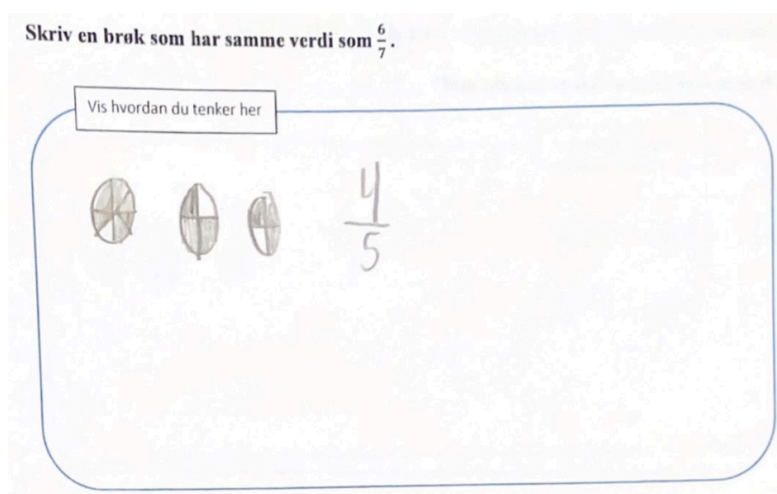 Skriv en brøk som har samme verdi som 6/7.
Vis hvordan du tenker her
4/5